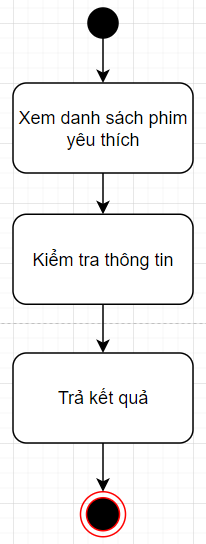 Xem danh sách phim
yêu thích
Kiểm tra thông tin
Trả kết quả